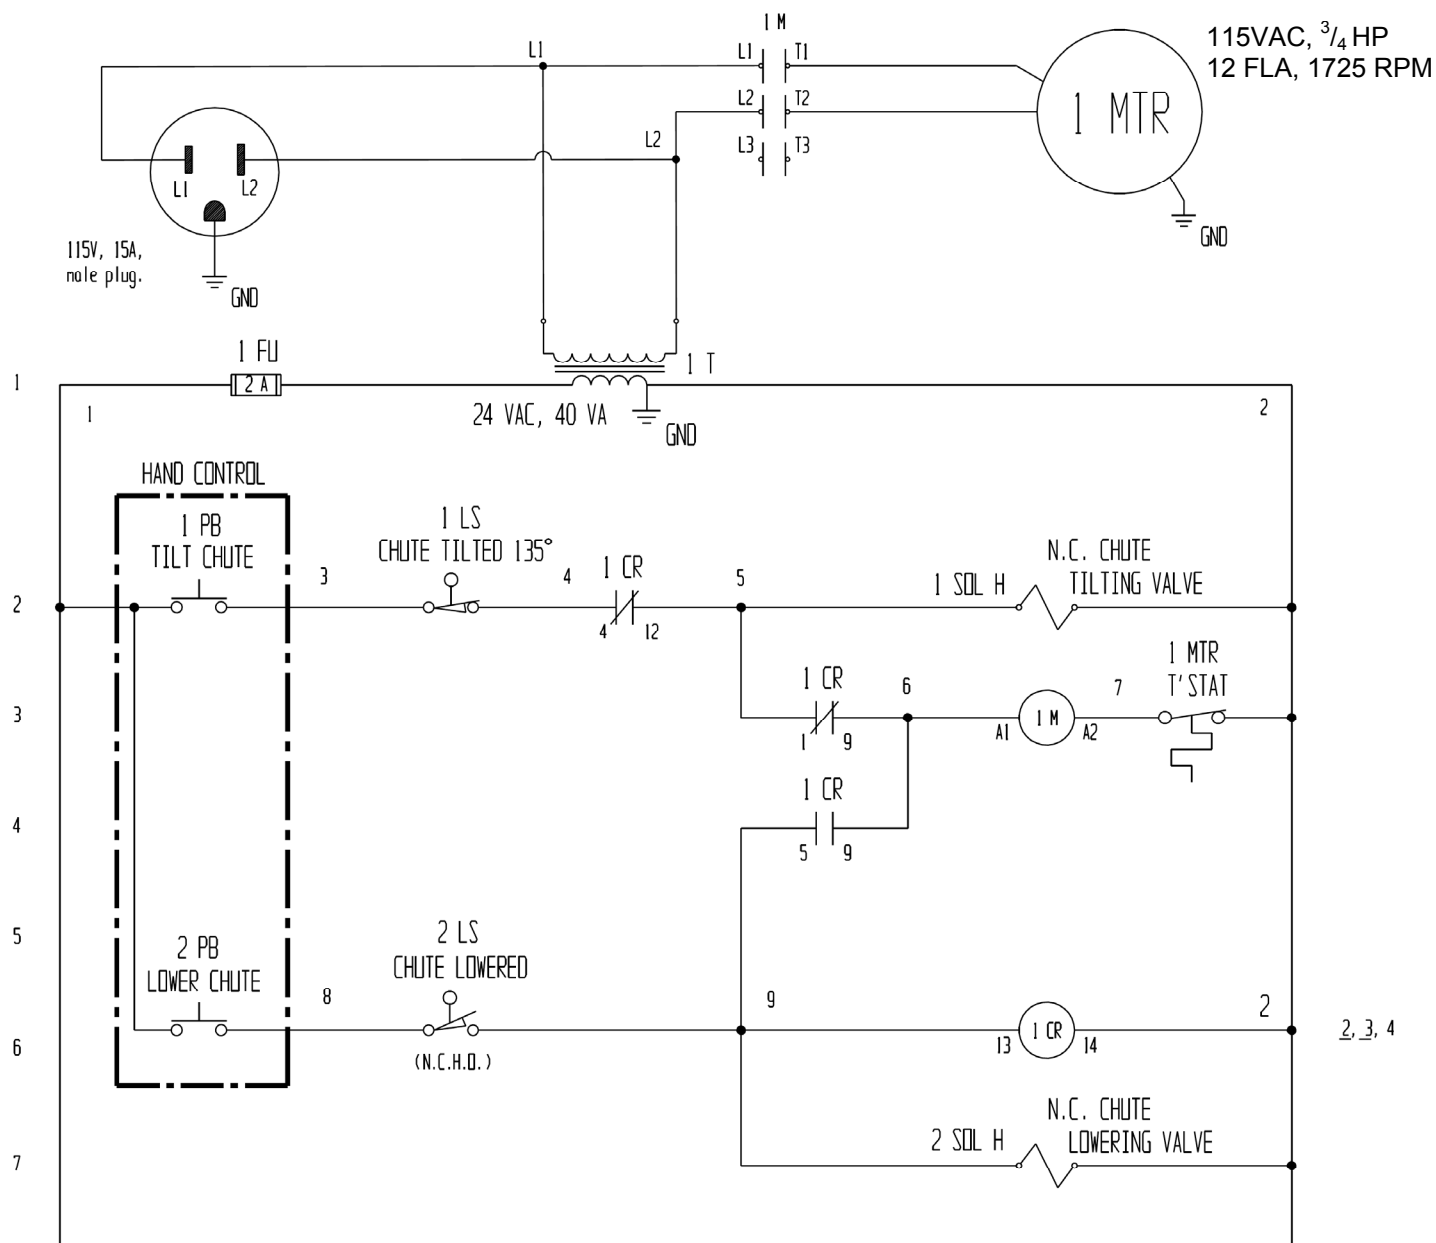 1 M
115VAC, 3/4 HP
12 FLA, 1725 RPM
L1
L1 T1
L2 T2
L3 T3
1 MTR
L2
L1 L2
115V, 15A,
male plug.
GND
GND
1 FU
2 A
1 T
1
1
24 VAC, 40 VA
GND
2
HAND CONTROL
1 PB
TILT CHUTE
1 LS
CHUTE TILTED 135°
3
4
1 CR
4 12
5
N.C. CHUTE
TILTING VALVE
1 SOL H
2
1 MTR
T'STAT
1 CR
1 9
6
7
3
A1 1 M A2
1 CR
5 9
4
5
2 PB
LOWER CHUTE
2 LS
CHUTE LOWERED
(N.C.H.O.)
8
9
2
13 1 CR 14
2, 3, 4
6
N.C. CHUTE
LOWERING VALVE
2 SOL H
7